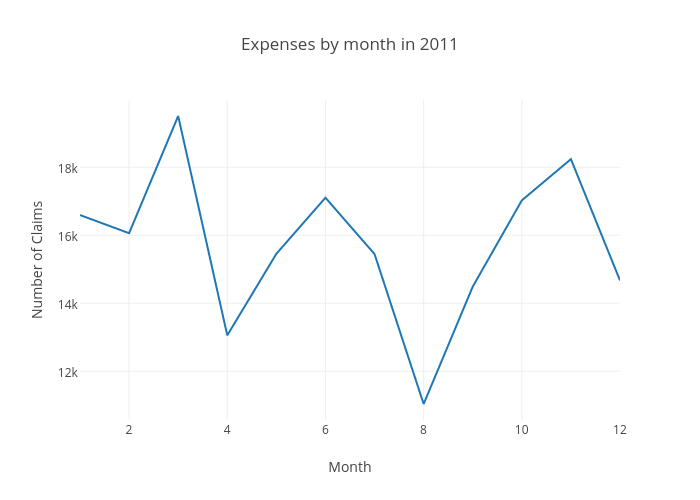 Expenses by month in 2011
Number of Claims
18k
16k
14k
12k
2 4 6 8 10 12
Month